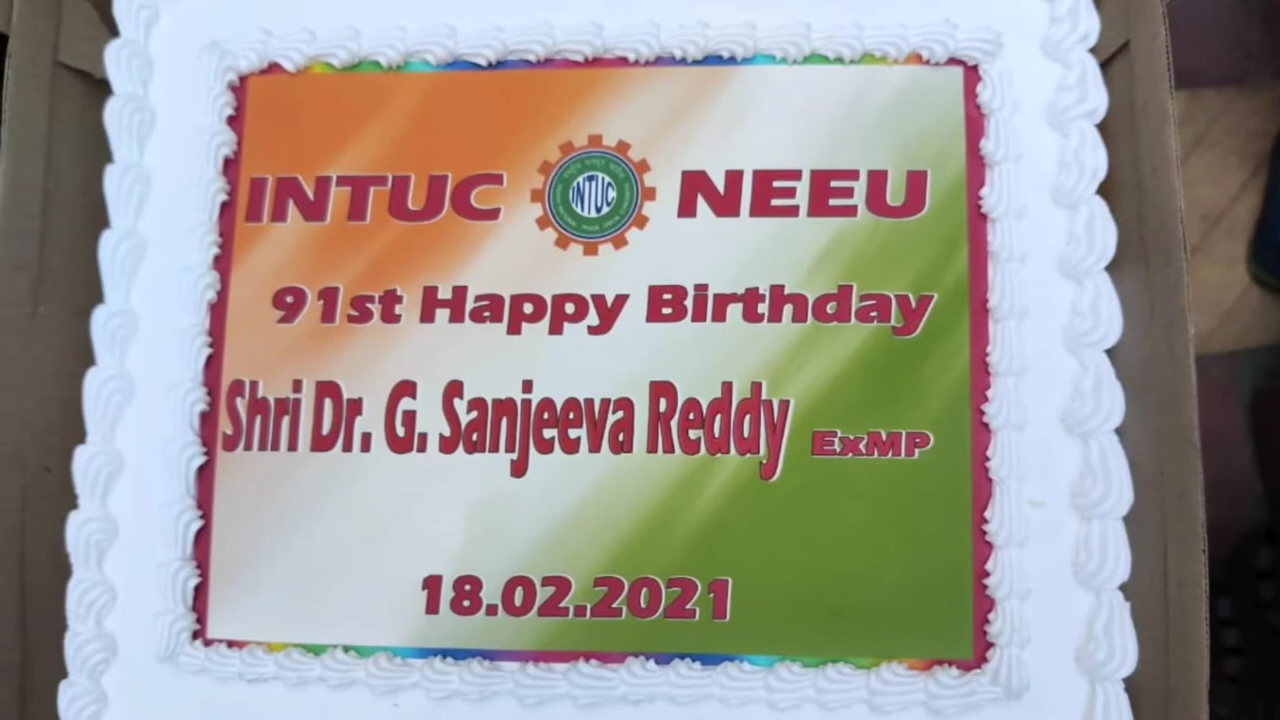 INTUC INTUC NEEU
91st Happy Birthday
Shri Dr. G. Sanjeeva Reddy ExMP
18.02.2021